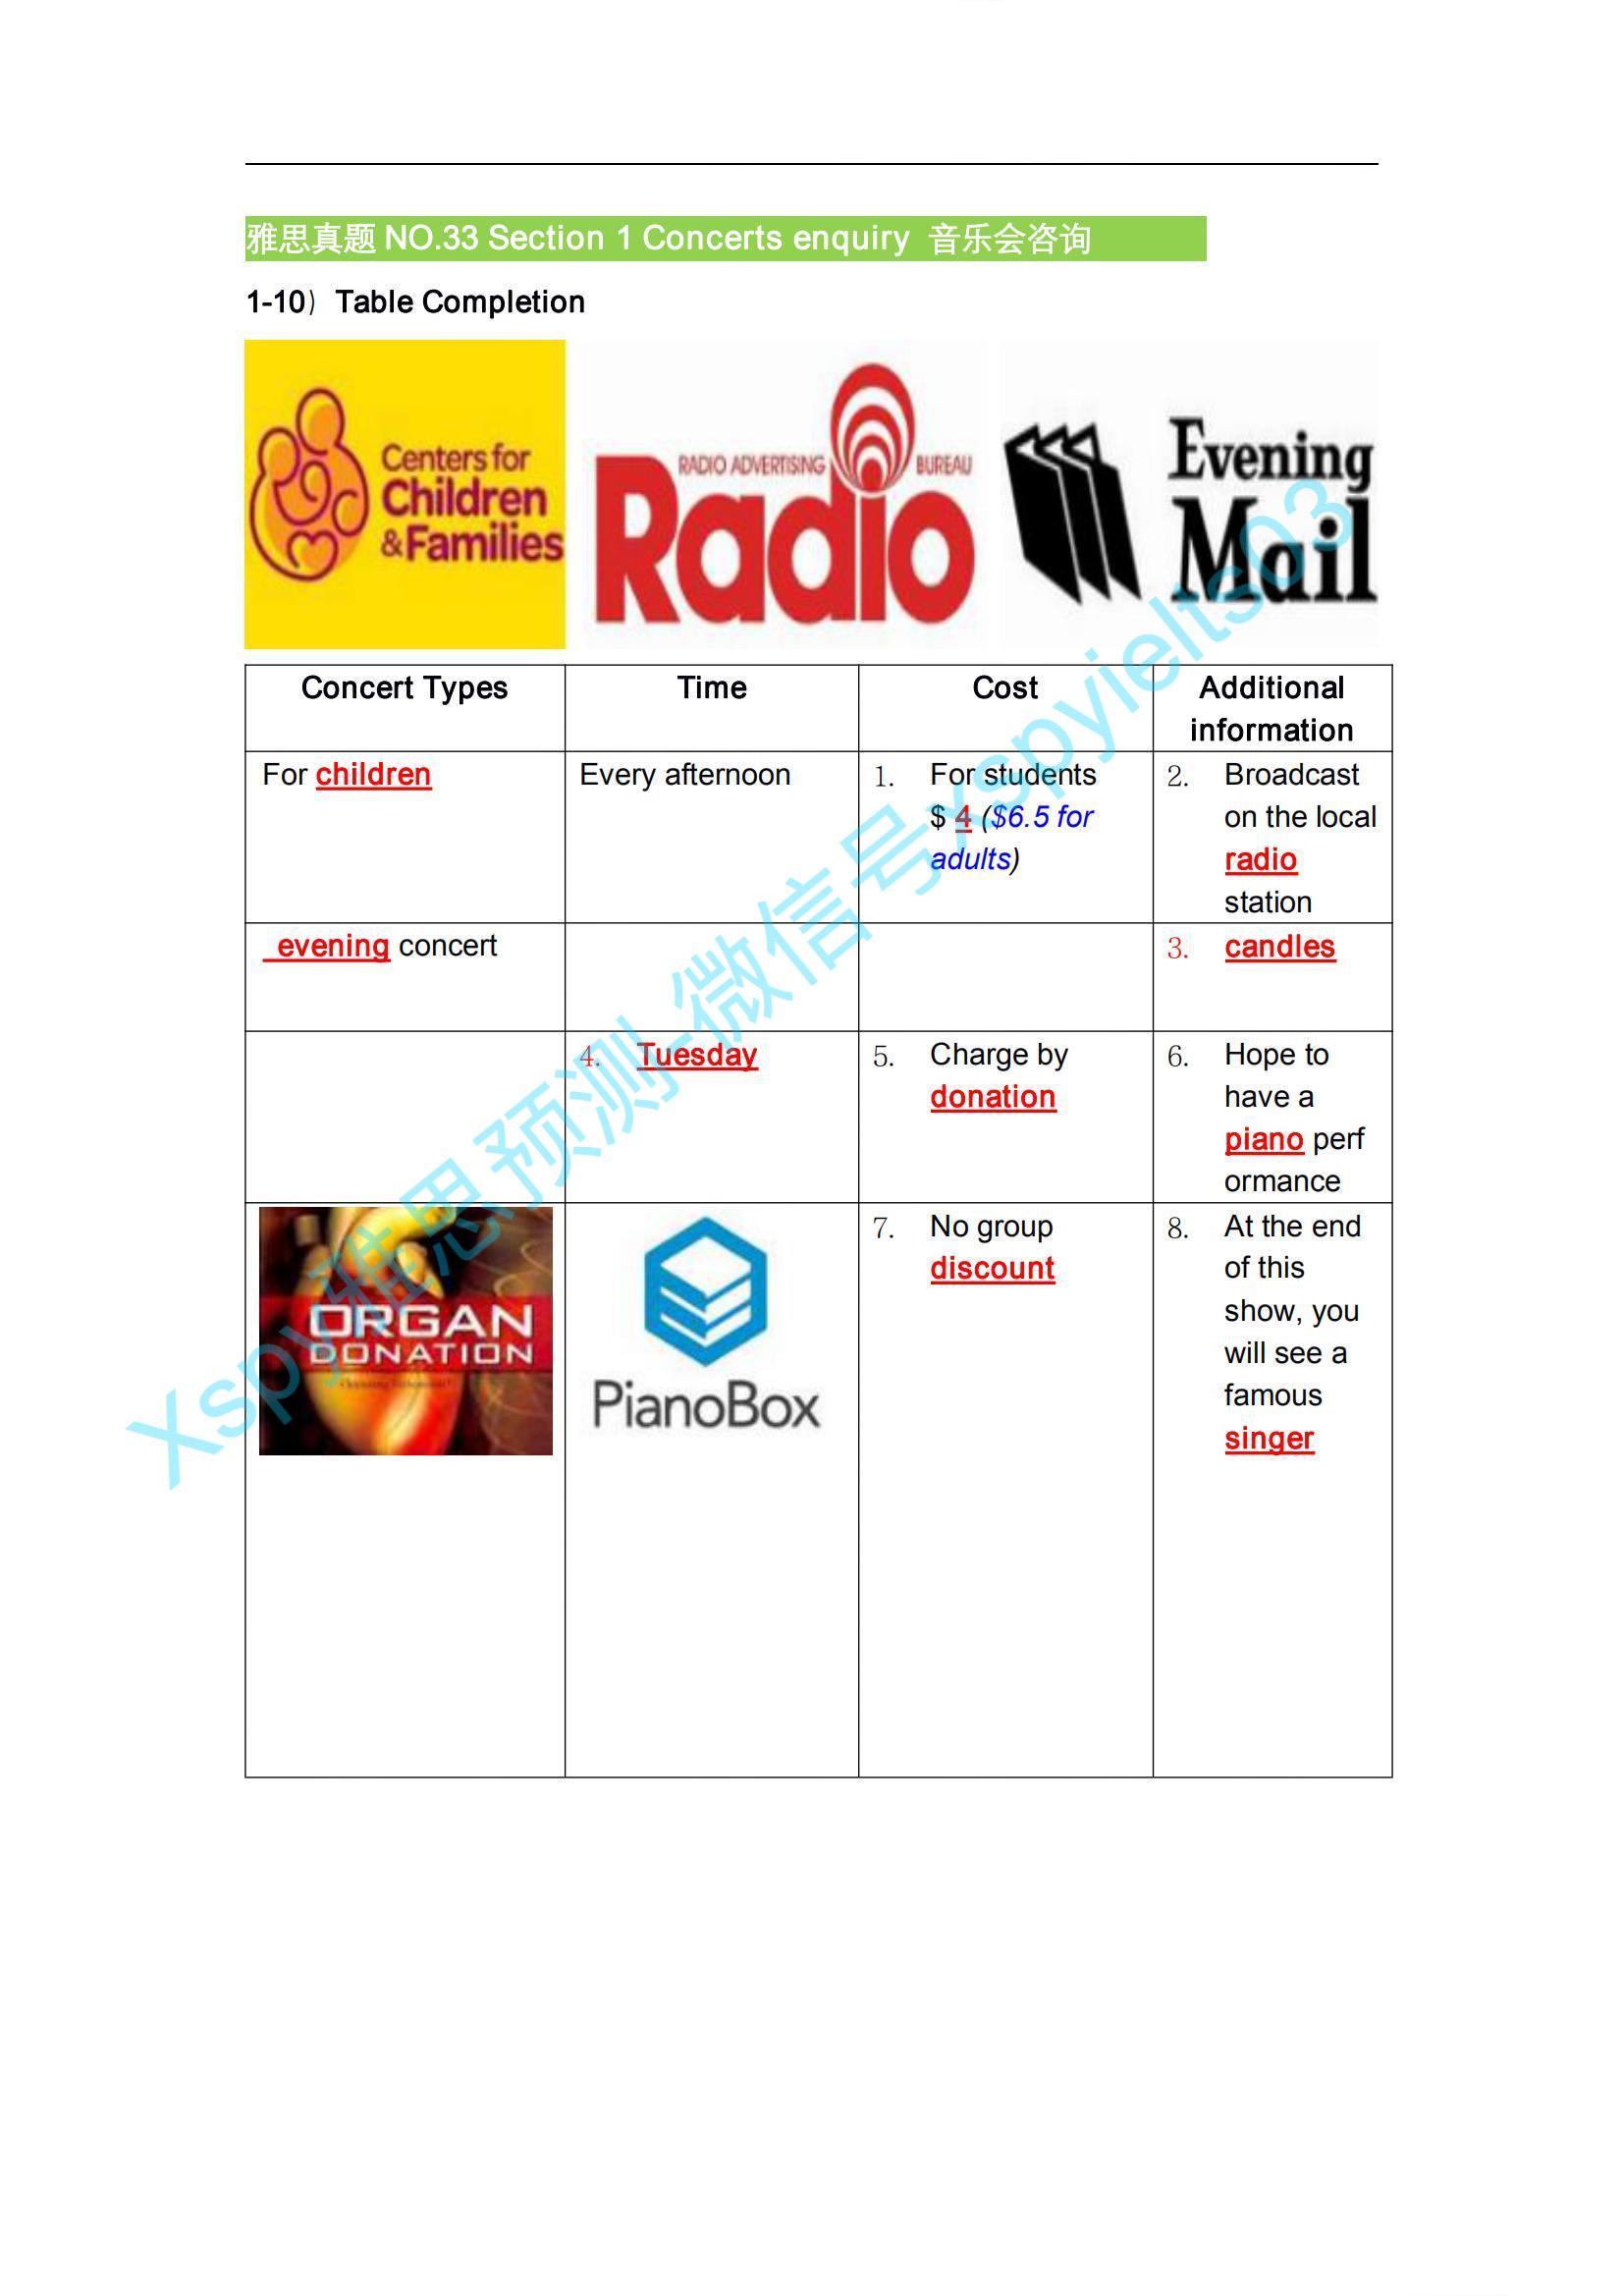 雅思真题 NO.33 Section 1 Concerts enquiry 音乐会咨询
1-10） Table Completion
Centers for
Children
&Families
RADIO ADVERTISING BUREAU
Radio
Evening
Mail
Concert Types
Time
Cost
Additional
information
For children
Every afternoon
1. For students
$ 4 ($6.5 for
adults)
2. Broadcast
on the local
radio
station
evening concert
3. candles
4. Tuesday
5. Charge by
donation
6. Hope to
have a
piano perf
ormance
ORGAN
DONATION
PianoBox
7. No group
discount
8. At the end
of this
show, you
will see a
famous
singer
Xspy雅思预测-微信号xspyielts03